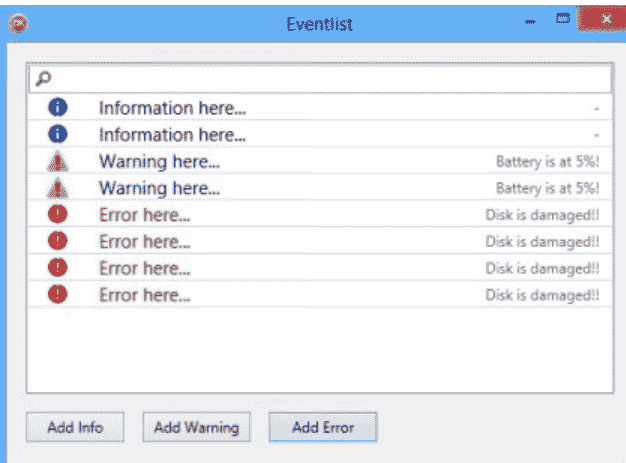 Eventlist
Information here... -
Information here... -
Warning here... Battery is at 5%!
Warning here... Battery is at 5%!
Error here... Disk is damaged!!
Error here... Disk is damaged!!
Error here... Disk is damaged!!
Error here... Disk is damaged!!
Add Info Add Warning Add Error